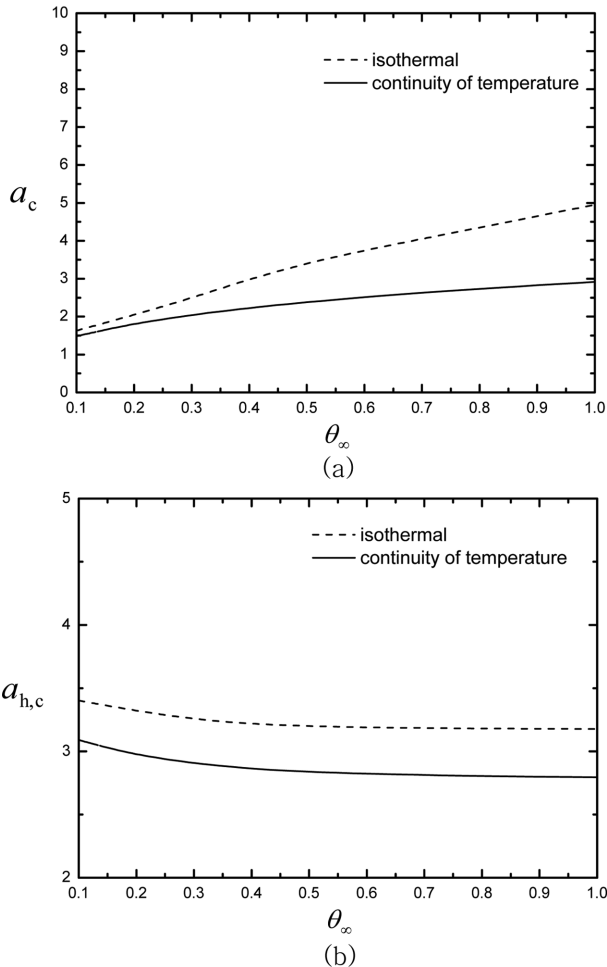 10
9
8
7
6
5
4
3
2
1
0
a_c
isothermal
continuity of temperature
0.1 0.2 0.3 0.4 0.5 0.6 0.7 0.8 0.9 1.0
θ_∞
(a)
5
4
3
2
a_h,c
isothermal
continuity of temperature
0.1 0.2 0.3 0.4 0.5 0.6 0.7 0.8 0.9 1.0
θ_∞
(b)